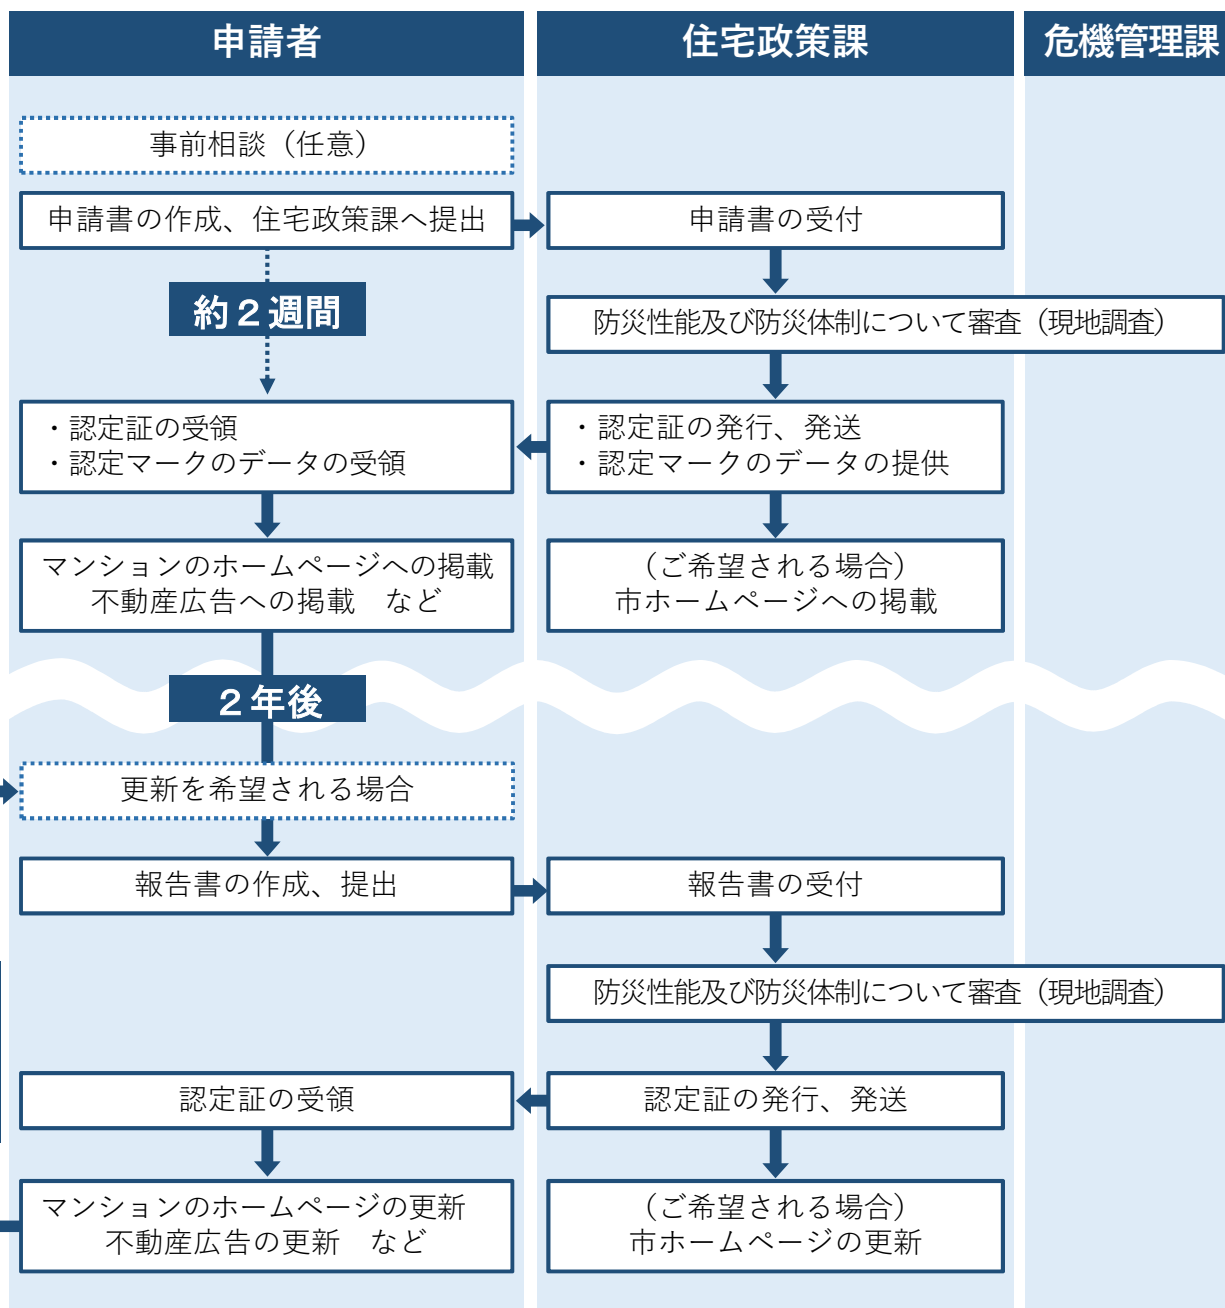 申請者
住宅政策課
危機管理課
事前相談（任意）
申請書の作成、住宅政策課へ提出
申請書の受付
約２週間
防災性能及び防災体制について審査（現地調査）
・認定証の受領
・認定マークのデータの受領
・認定証の発行、発送
・認定マークのデータの提供
マンションのホームページへの掲載
不動産広告への掲載　など
（ご希望される場合）
市ホームページへの掲載
２年後
更新を希望される場合
報告書の作成、提出
報告書の受付
防災性能及び防災体制について審査（現地調査）
認定証の受領
認定証の発行、発送
マンションのホームページの更新
不動産広告の更新　など
（ご希望される場合）
市ホームページの更新